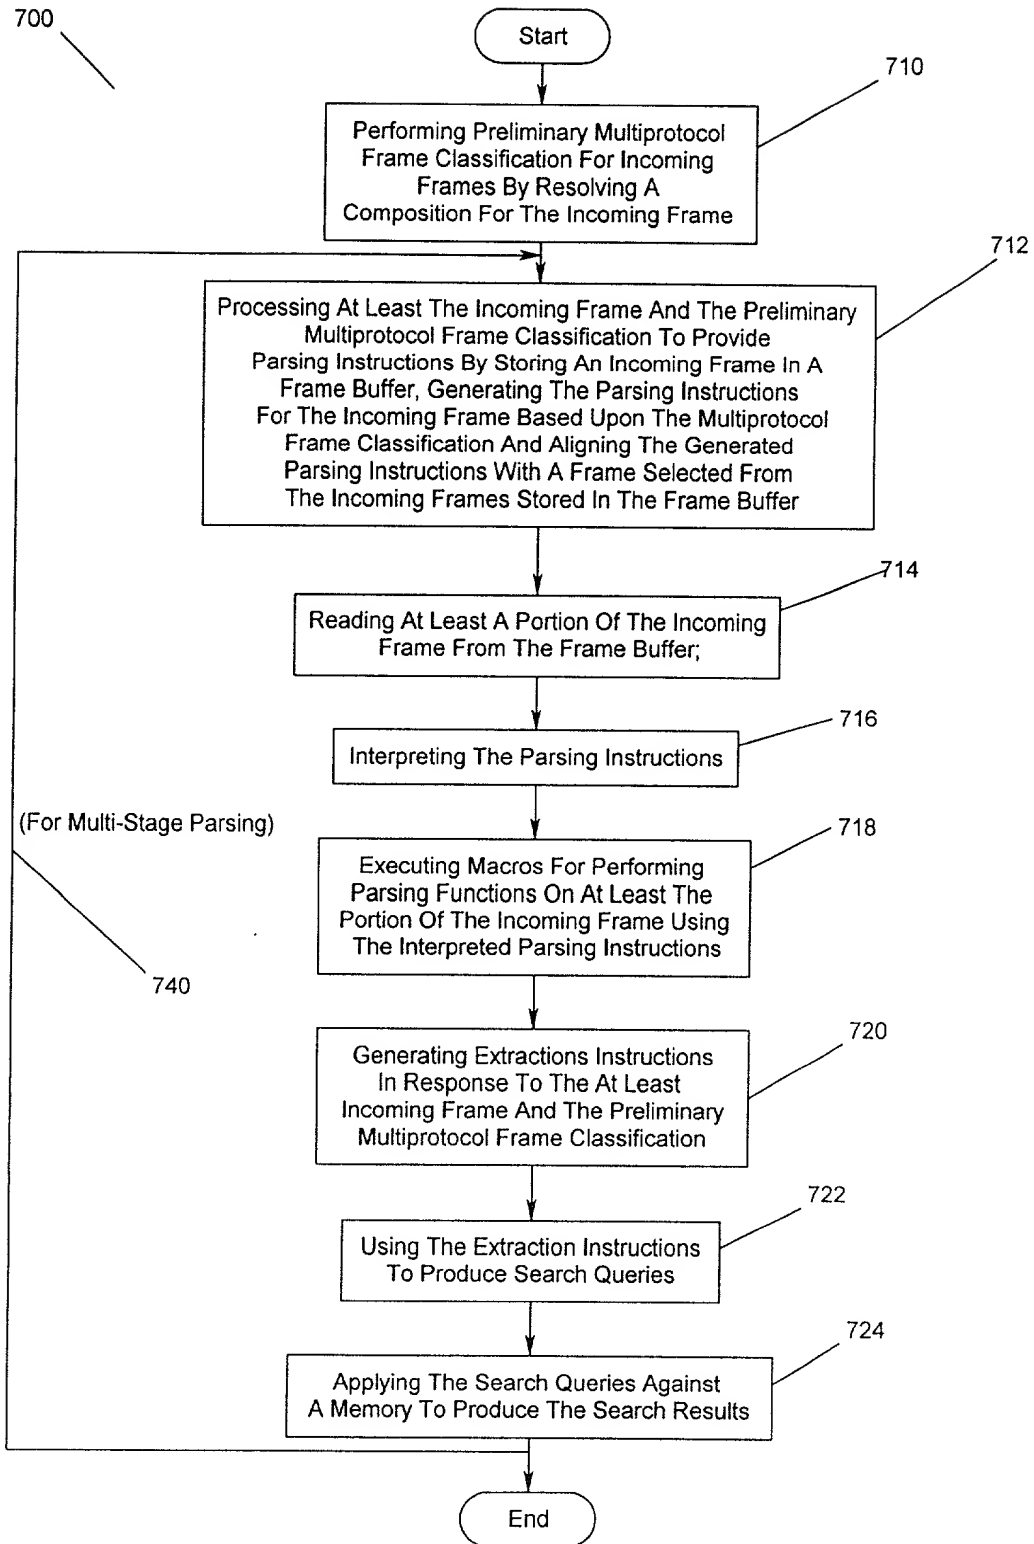 700
Start
710
Performing Preliminary Multiprotocol
Frame Classification For Incoming
Frames By Resolving A
Composition For The Incoming Frame
712
Processing At Least The Incoming Frame And The Preliminary
Multiprotocol Frame Classification To Provide
Parsing Instructions By Storing An Incoming Frame In A
Frame Buffer, Generating The Parsing Instructions
For The Incoming Frame Based Upon The Multiprotocol
Frame Classification And Aligning The Generated
Parsing Instructions With A Frame Selected From
The Incoming Frames Stored In The Frame Buffer
714
Reading At Least A Portion Of The Incoming
Frame From The Frame Buffer;
716
Interpreting The Parsing Instructions
(For Multi-Stage Parsing)
718
Executing Macros For Performing
Parsing Functions On At Least The
Portion Of The Incoming Frame Using
The Interpreted Parsing Instructions
740
720
Generating Extractions Instructions
In Response To The At Least
Incoming Frame And The Preliminary
Multiprotocol Frame Classification
722
Using The Extraction Instructions
To Produce Search Queries
724
Applying The Search Queries Against
A Memory To Produce The Search Results
End